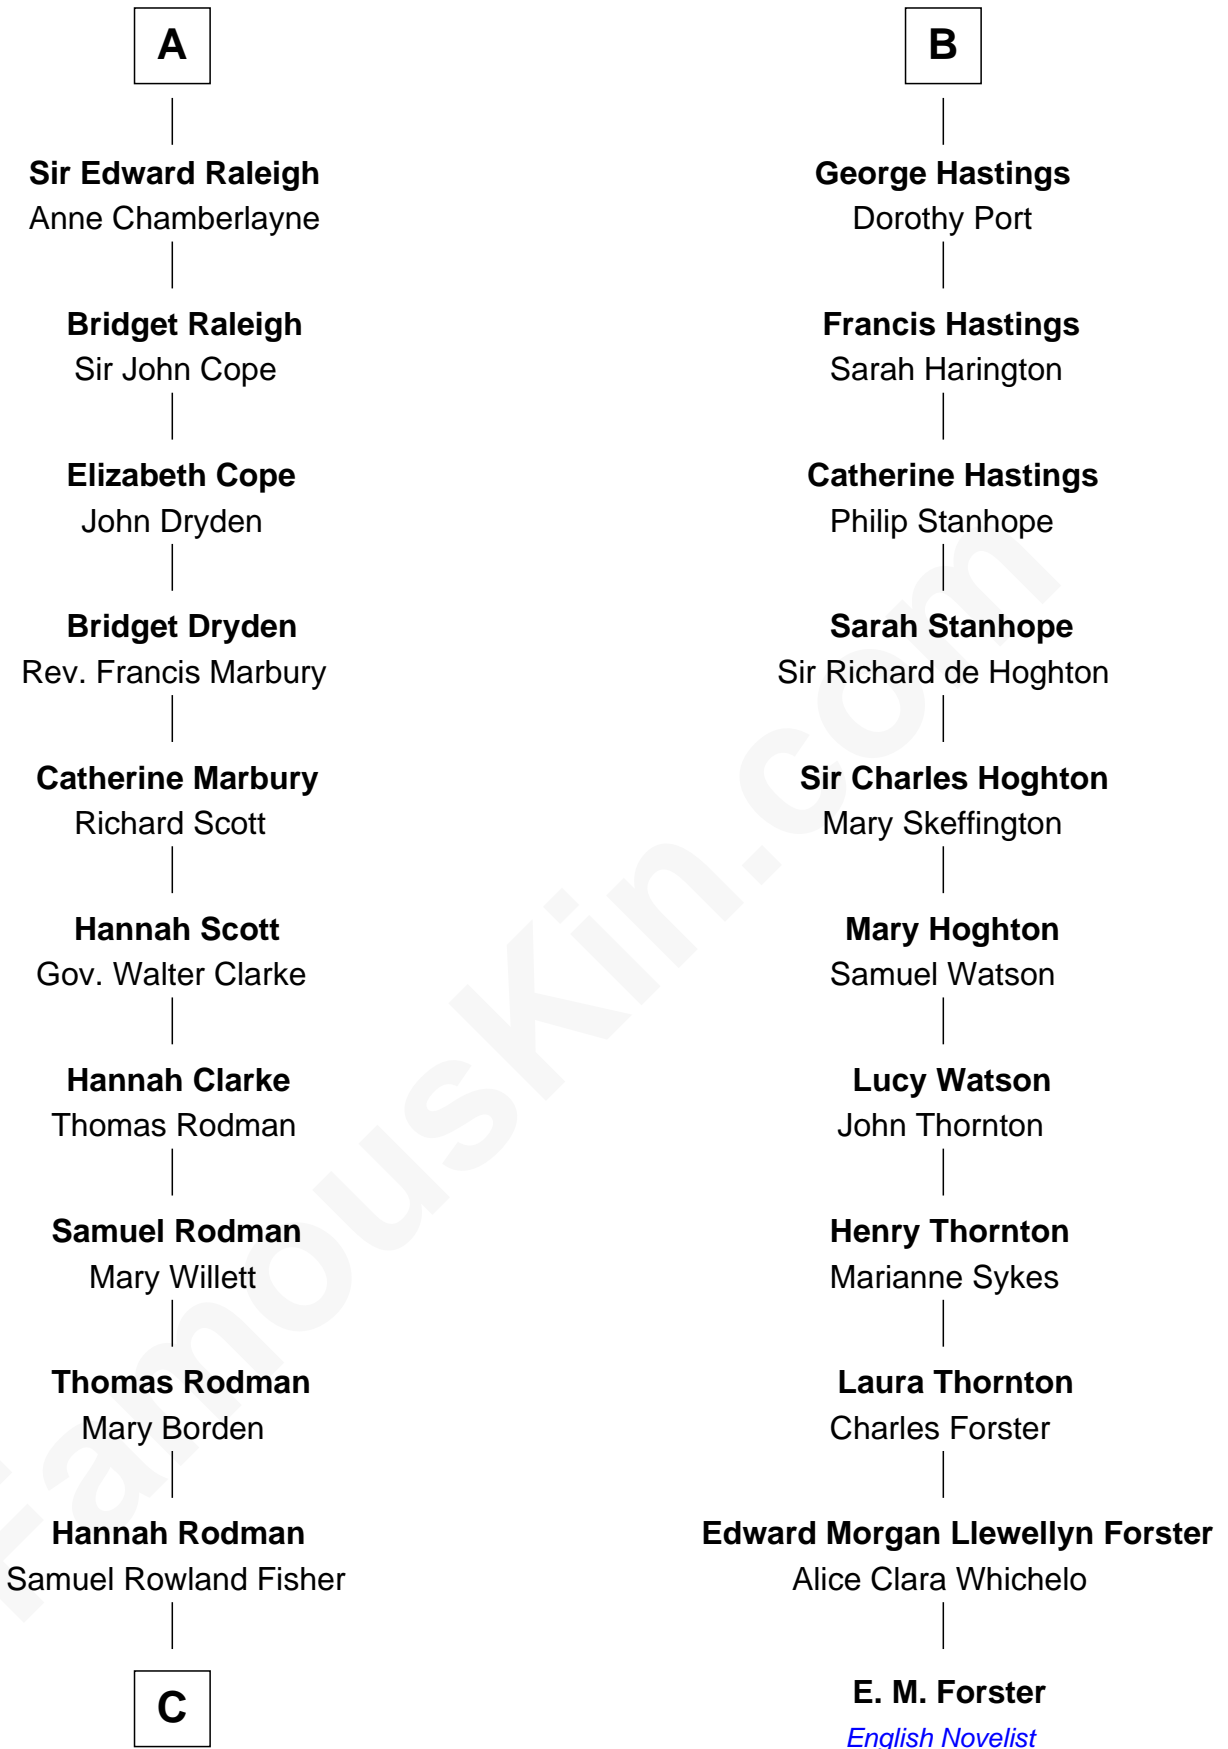 A
Sir Edward Raleigh
Anne Chamberlayne
Bridget Raleigh
Sir John Cope
Elizabeth Cope
John Dryden
Bridget Dryden
Rev. Francis Marbury
Catherine Marbury
Richard Scott
Hannah Scott
Gov. Walter Clarke
Hannah Clarke
Thomas Rodman
Samuel Rodman
Mary Willett
Thomas Rodman
Mary Borden
Hannah Rodman
Samuel Rowland Fisher
C
B
George Hastings
Dorothy Port
Francis Hastings
Sarah Harington
Catherine Hastings
Philip Stanhope
Sarah Stanhope
Sir Richard de Hoghton
Sir Charles Hoghton
Mary Skeffington
Mary Hoghton
Samuel Watson
Lucy Watson
John Thornton
Henry Thornton
Marianne Sykes
Laura Thornton
Charles Forster
Edward Morgan Llewellyn Forster
Alice Clara Whichelo
E. M. Forster
English Novelist
FamousKin.com